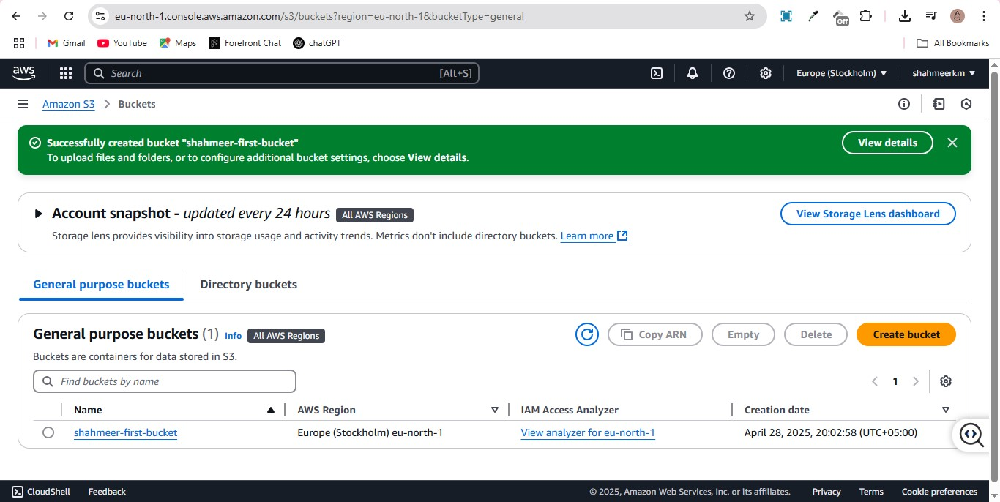 eu-north-1.console.aws.amazon.com/s3/buckets?region=eu-north-1&bucketType=general
Off
Gmail YouTube Maps Forefront Chat chatGPT All Bookmarks
aws Search [Alt+S] Europe (Stockholm) shahmeerkm
Amazon S3 Buckets
Successfully created bucket "shahmeer-first-bucket"
To upload files and folders, or to configure additional bucket settings, choose View details.
View details
Account snapshot - updated every 24 hours All AWS Regions
View Storage Lens dashboard
Storage lens provides visibility into storage usage and activity trends. Metrics don't include directory buckets. Learn more
General purpose buckets Directory buckets
General purpose buckets (1) Info All AWS Regions
Copy ARN Empty Delete Create bucket
Buckets are containers for data stored in S3.
Find buckets by name
1
Name AWS Region IAM Access Analyzer Creation date
shahmeer-first-bucket Europe (Stockholm) eu-north-1 View analyzer for eu-north-1 April 28, 2025, 20:02:58 (UTC+05:00)
CloudShell Feedback © 2025, Amazon Web Services, Inc. or its affiliates. Privacy Terms Cookie preferences